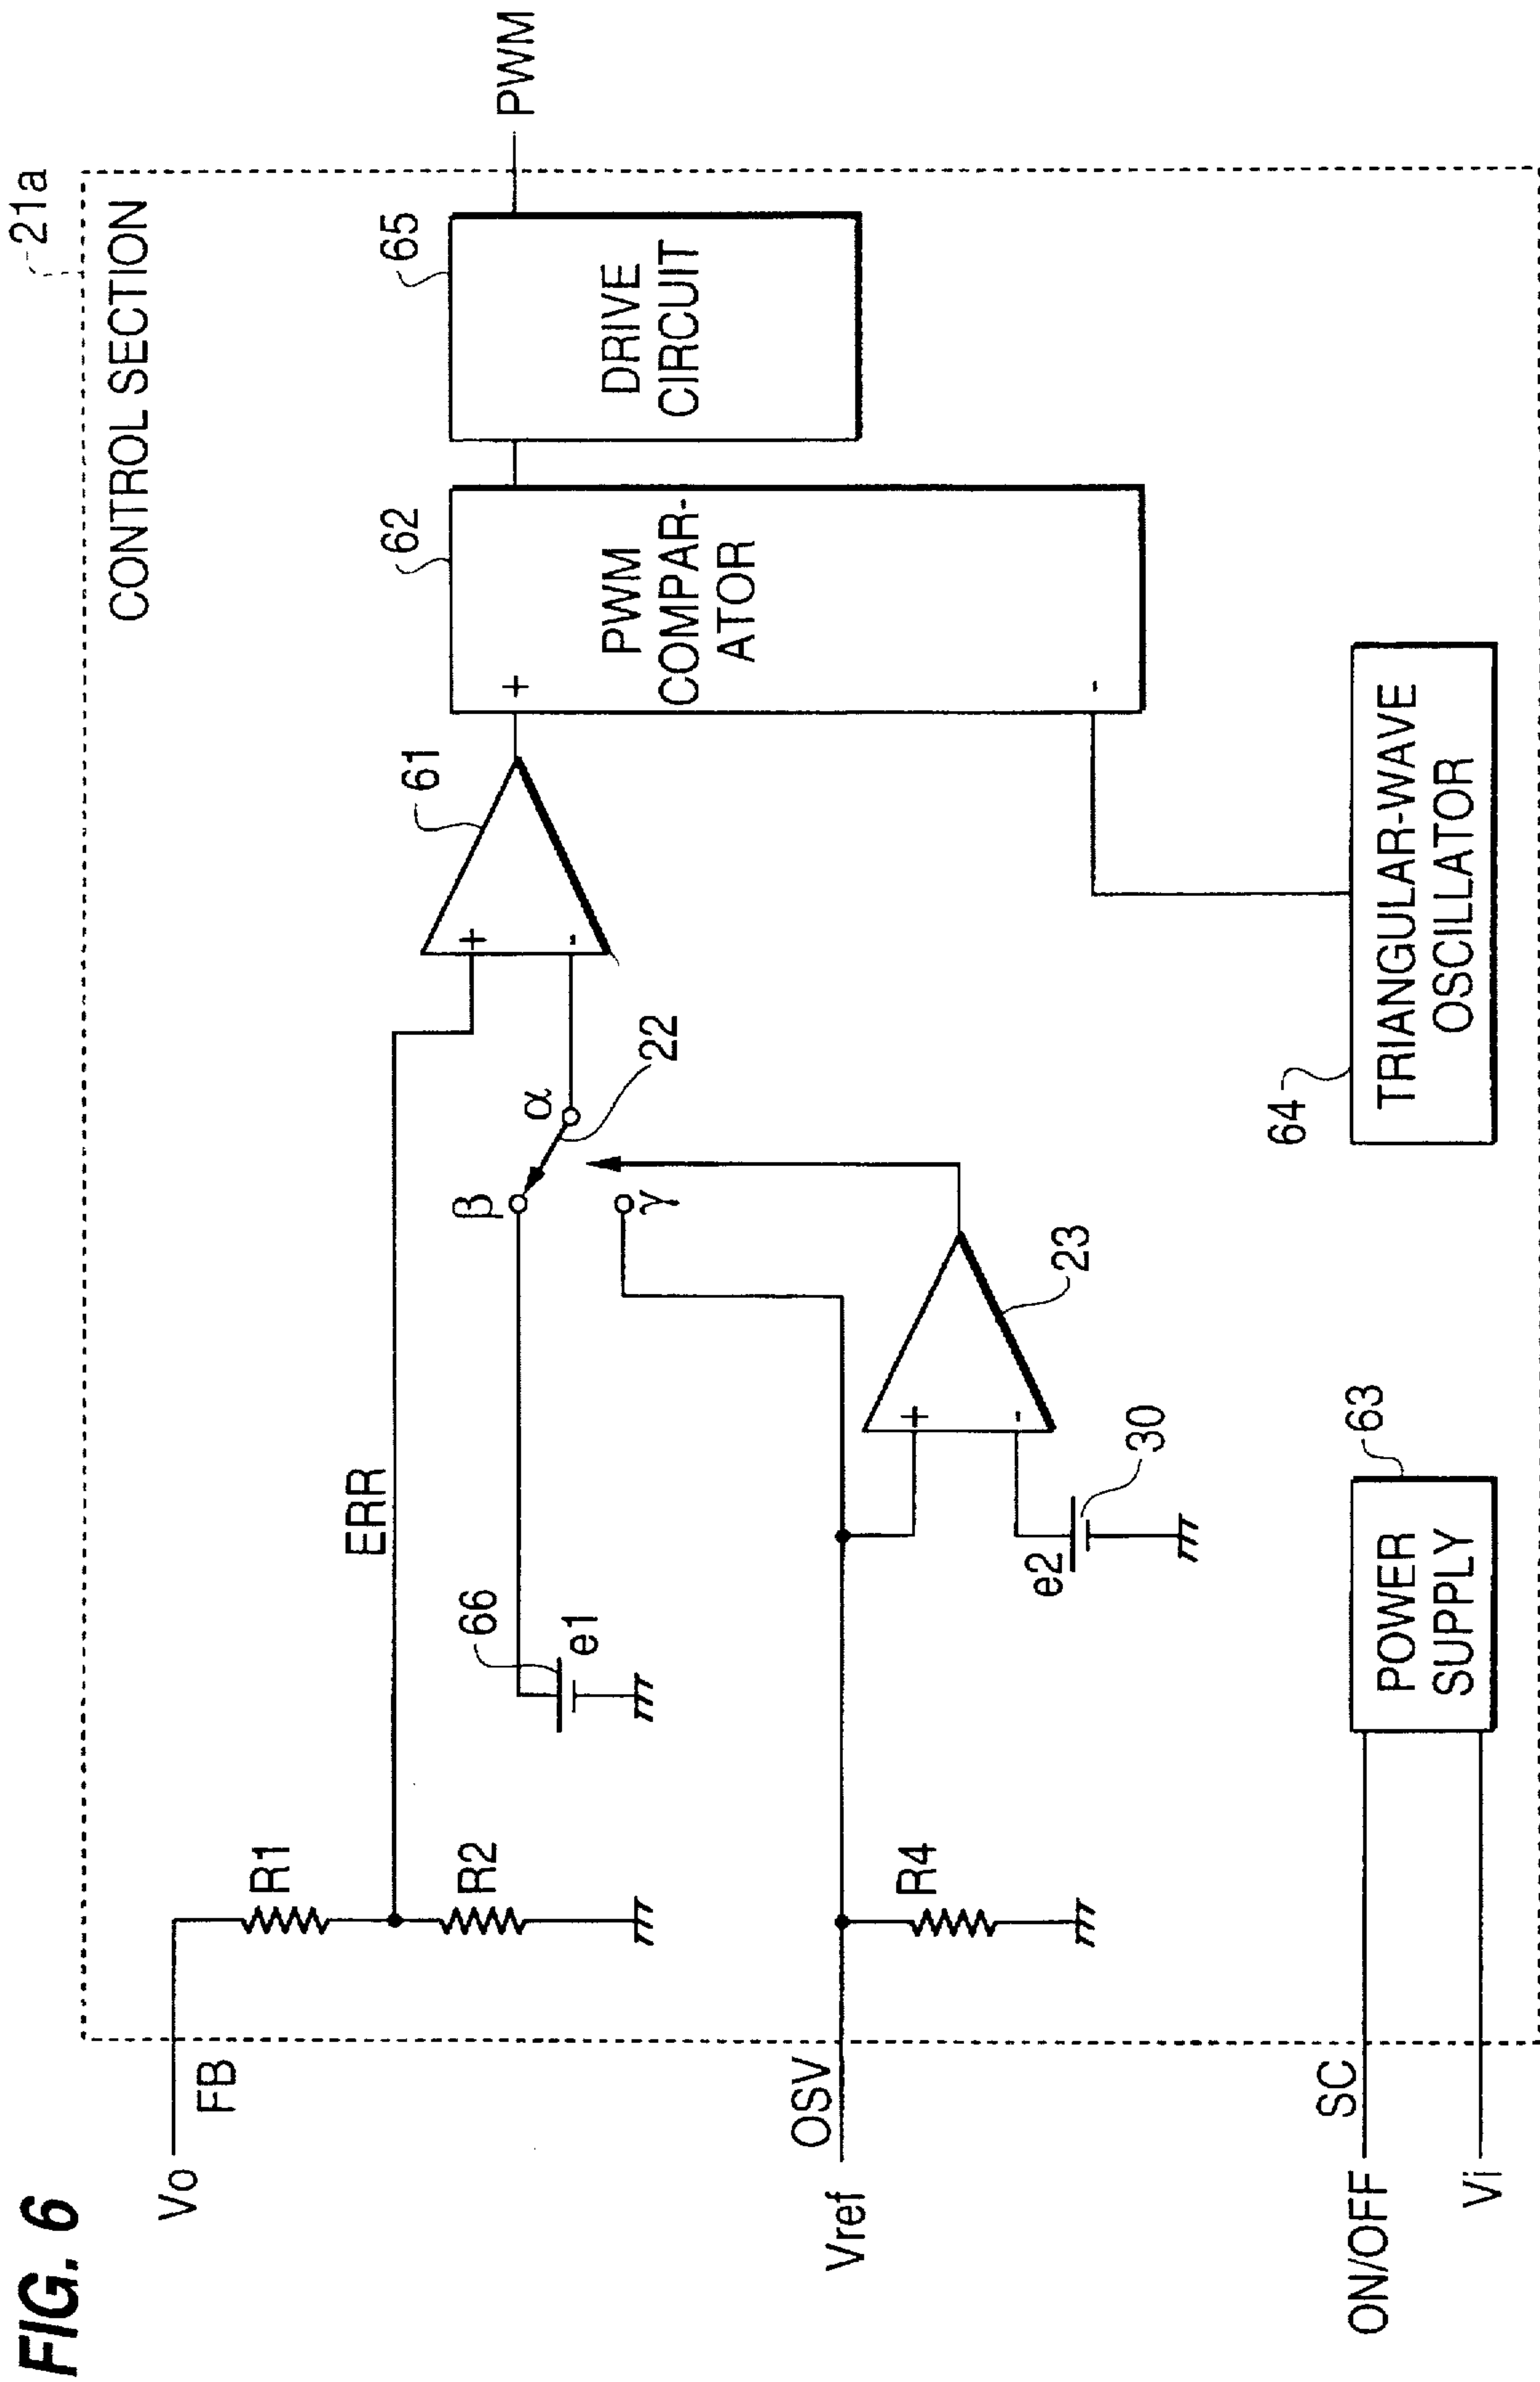 FIG. 6
21a
CONTROL SECTION
Vo
FB
R1
ERR
R2
66
e1
β
α
22
γ
+
-
61
62
+
PWM
COMPAR-
ATOR
-
65
DRIVE
CIRCUIT
PWM
Vref
OSV
R4
e2
30
+
-
23
ON/OFF
SC
Vi
63
POWER
SUPPLY
64
TRIANGULAR-WAVE
OSCILLATOR